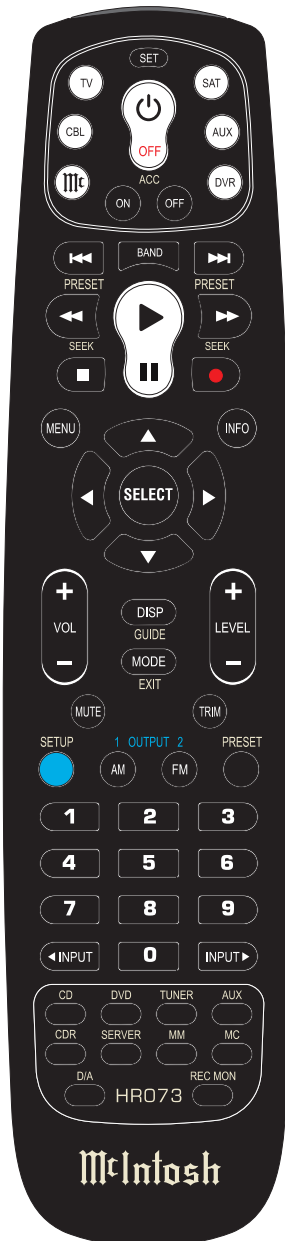 SET
TV
SAT
CBL
OFF
AUX
Mc
ACC
DVR
ON OFF
BAND
PRESET PRESET
SEEK SEEK
MENU INFO
SELECT
+ +
VOL DISP LEVEL
GUIDE
- MODE -
EXIT
MUTE TRIM
SETUP 1 OUTPUT 2 PRESET
AM FM
1 2 3
4 5 6
7 8 9
INPUT 0 INPUT
CD DVD TUNER AUX
CDR SERVER MM MC
D/A REC MON
HR073
McIntosh